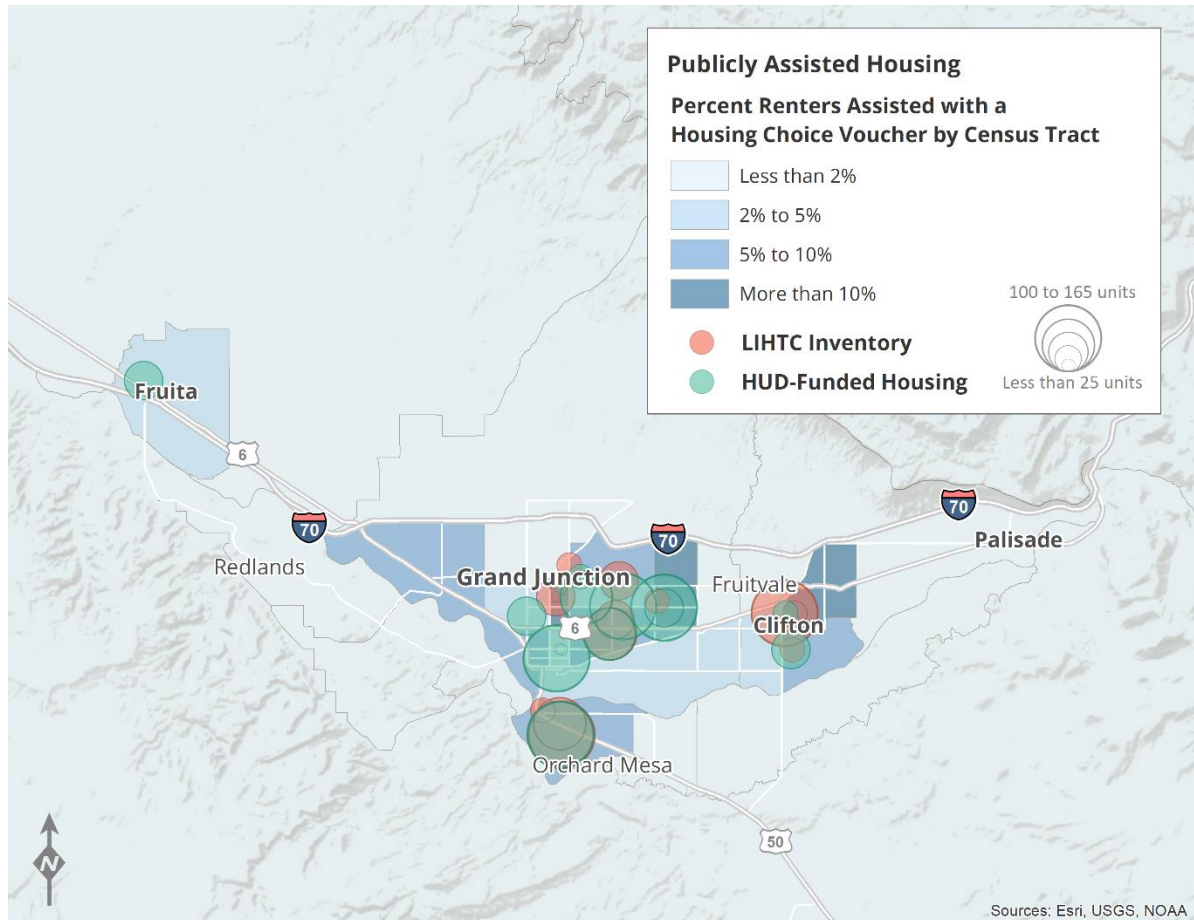 Publicly Assisted Housing
Percent Renters Assisted with a
Housing Choice Voucher by Census Tract
Less than 2%
2% to 5%
5% to 10%
More than 10%
100 to 165 units
LIHTC Inventory
HUD-Funded Housing
Less than 25 units
Fruita
6
70
70
70
Palisade
Redlands
Grand Junction
Fruitvale
6
Clifton
Orchard Mesa
50
N
Sources: Esri, USGS, NOAA